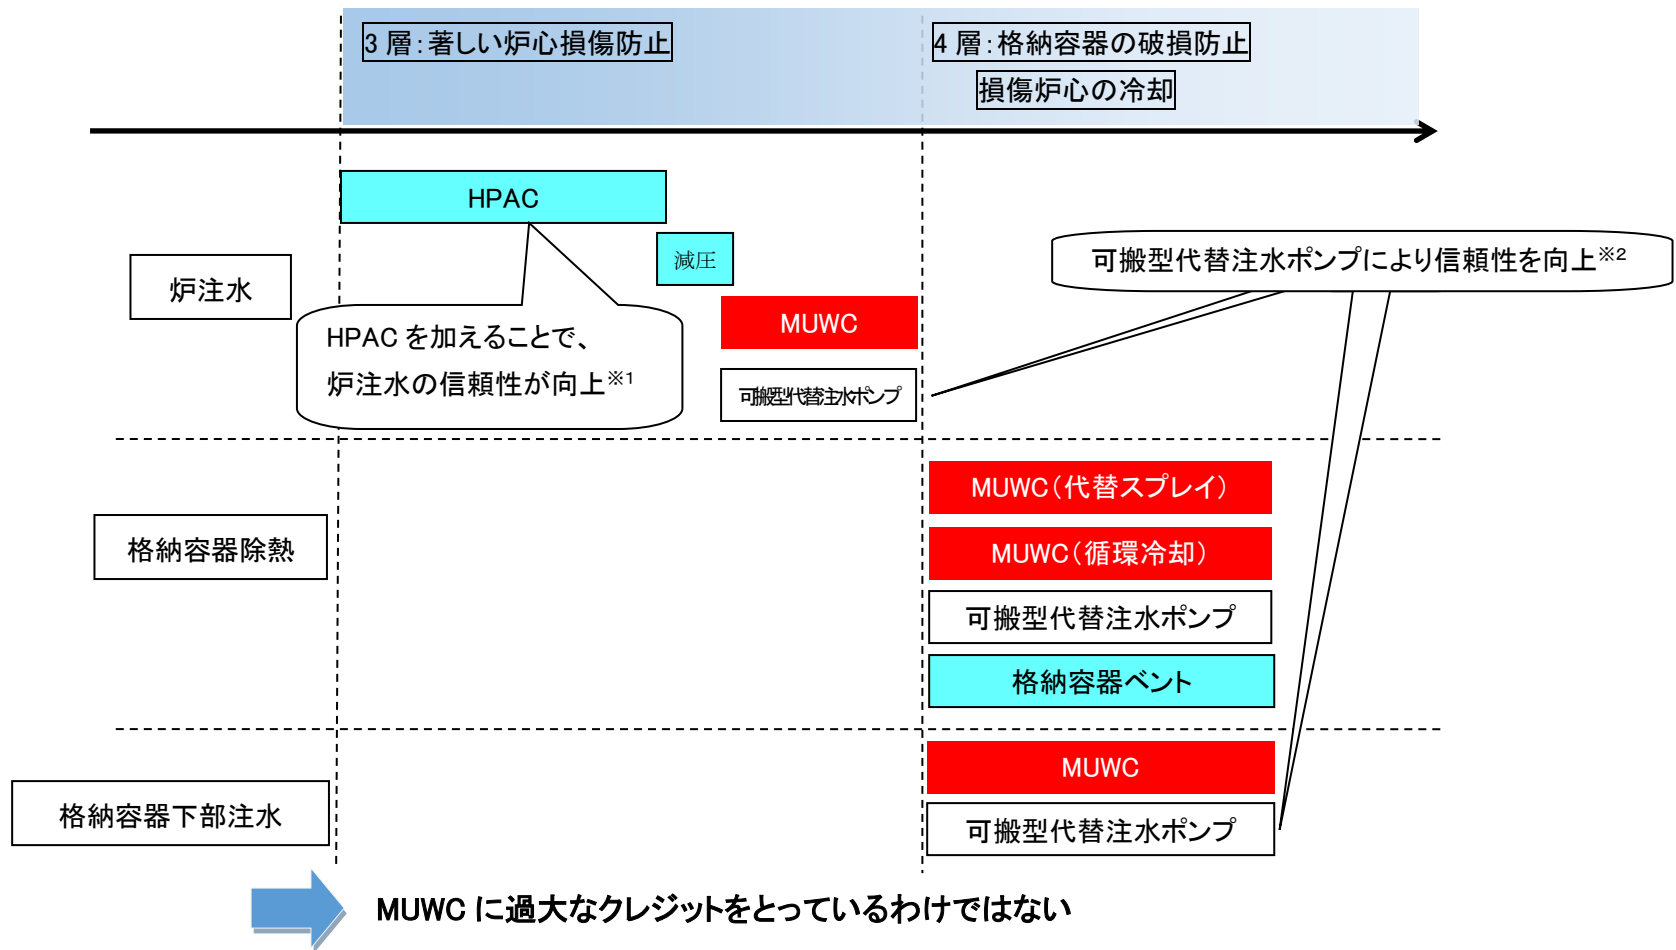 3 層：著しい炉心損傷防止
4 層：格納容器の破損防止
損傷炉心の冷却
HPAC
減圧
炉注水
可搬型代替注水ポンプにより信頼性を向上※2
MUWC
HPAC を加えることで、
炉注水の信頼性が向上※1
可搬型代替注水ポンプ
MUWC（代替スプレイ）
格納容器除熱
MUWC（循環冷却）
可搬型代替注水ポンプ
格納容器ベント
MUWC
格納容器下部注水
可搬型代替注水ポンプ
MUWC に過大なクレジットをとっているわけではない